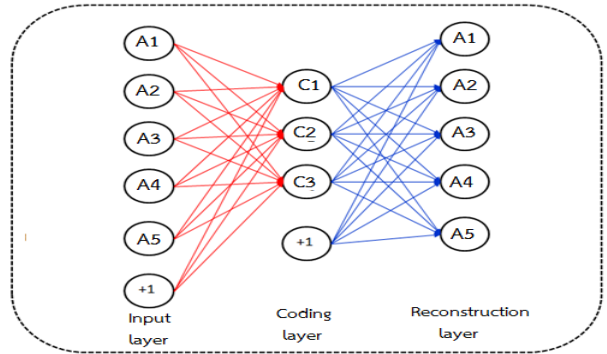 A1
A2
A3
A4
A5
+1
Input
layer
C1
C2
C3
+1
Coding
layer
A1
A2
A3
A4
A5
Reconstruction
layer